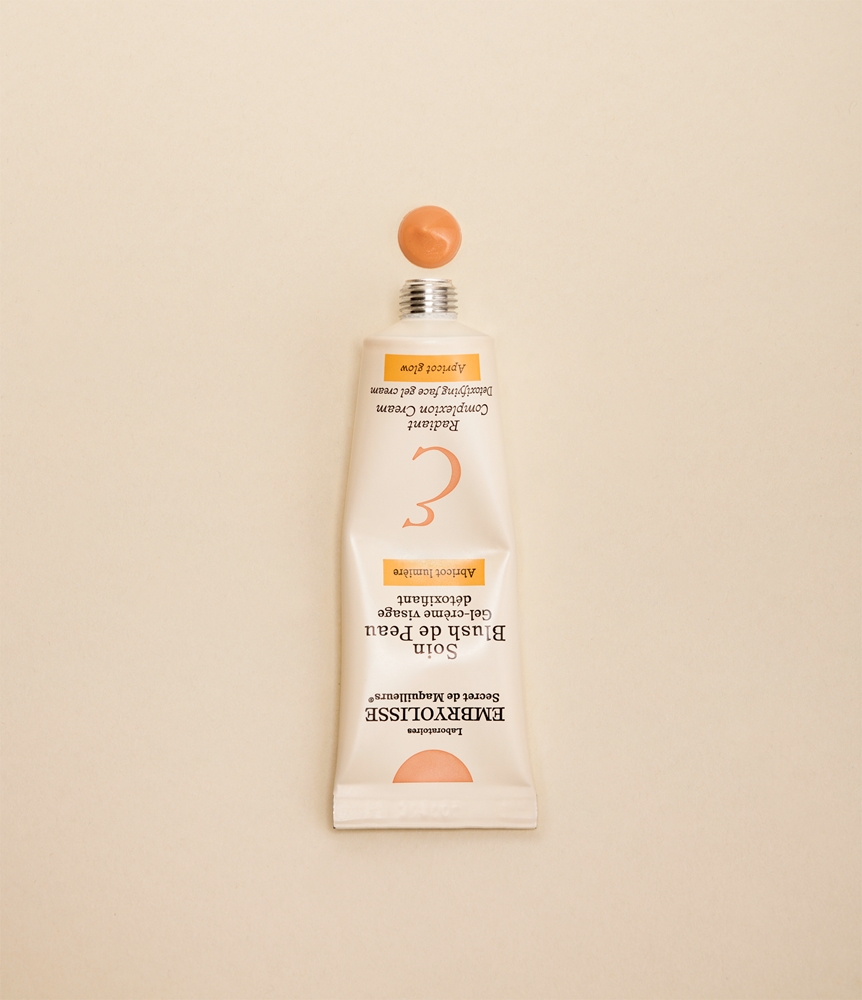 Laboratoires
EMBRYOLISSE
Secret de Maquilleurs®
Soin
Blush de Peau
Gel-crème visage
détoxifiant
Abricot lumière
Radiant
Complexion Cream
Detoxifying face gel cream
Apricot glow